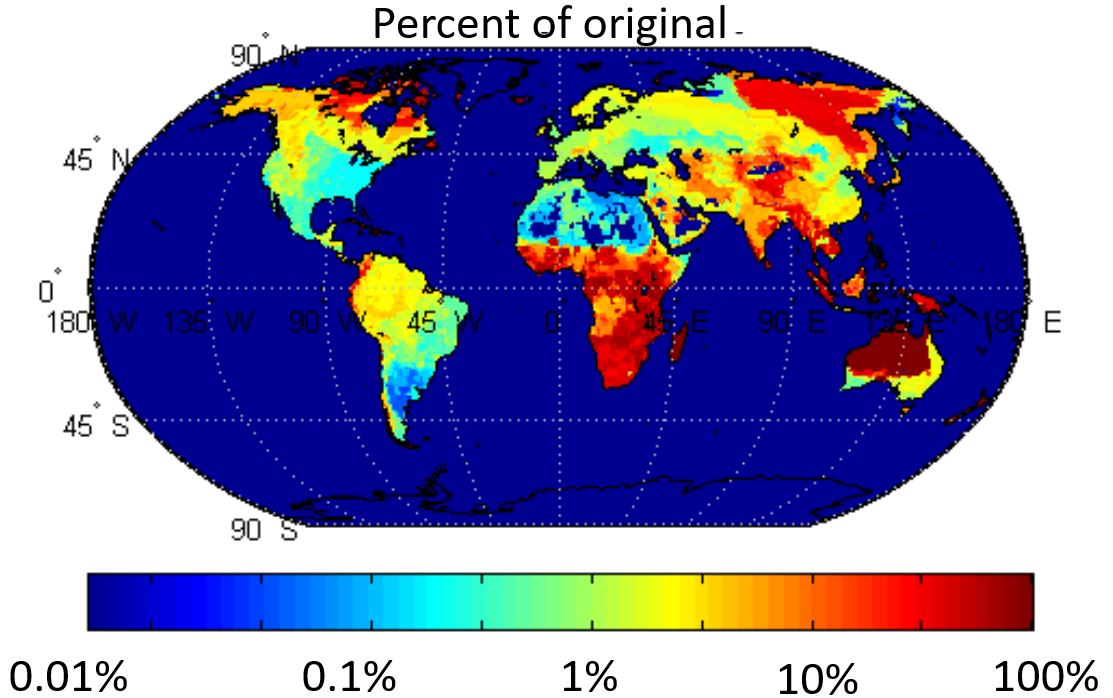 Percent of original
90° N
45° N
0°
180° W 135° W 90° W 45° W 0° 45° E 90° E 135° E 180° E
45° S
90° S
0.01% 0.1% 1% 10% 100%